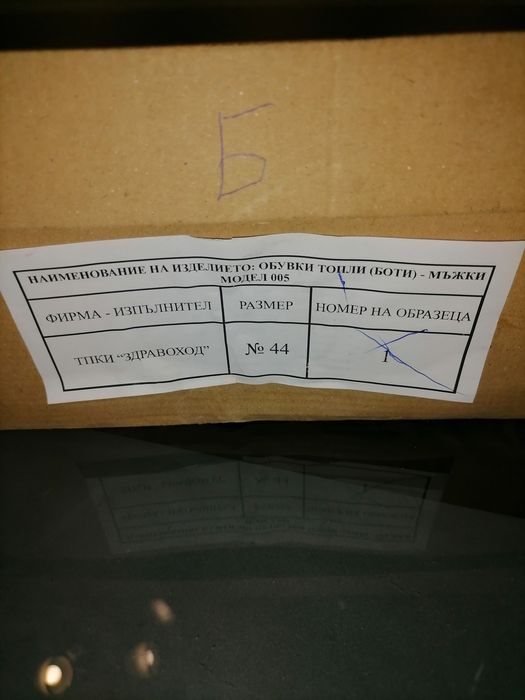 Б
НАИМЕНОВАНИЕ НА ИЗДЕЛИЕТО: ОБУВКИ ТОПЛИ (БОТИ) - МЪЖКИ
МОДЕЛ 005
ФИРМА - ИЗПЪЛНИТЕЛ РАЗМЕР НОМЕР НА ОБРАЗЕЦА
ТПКИ “ЗДРАВОХОД” № 44 1